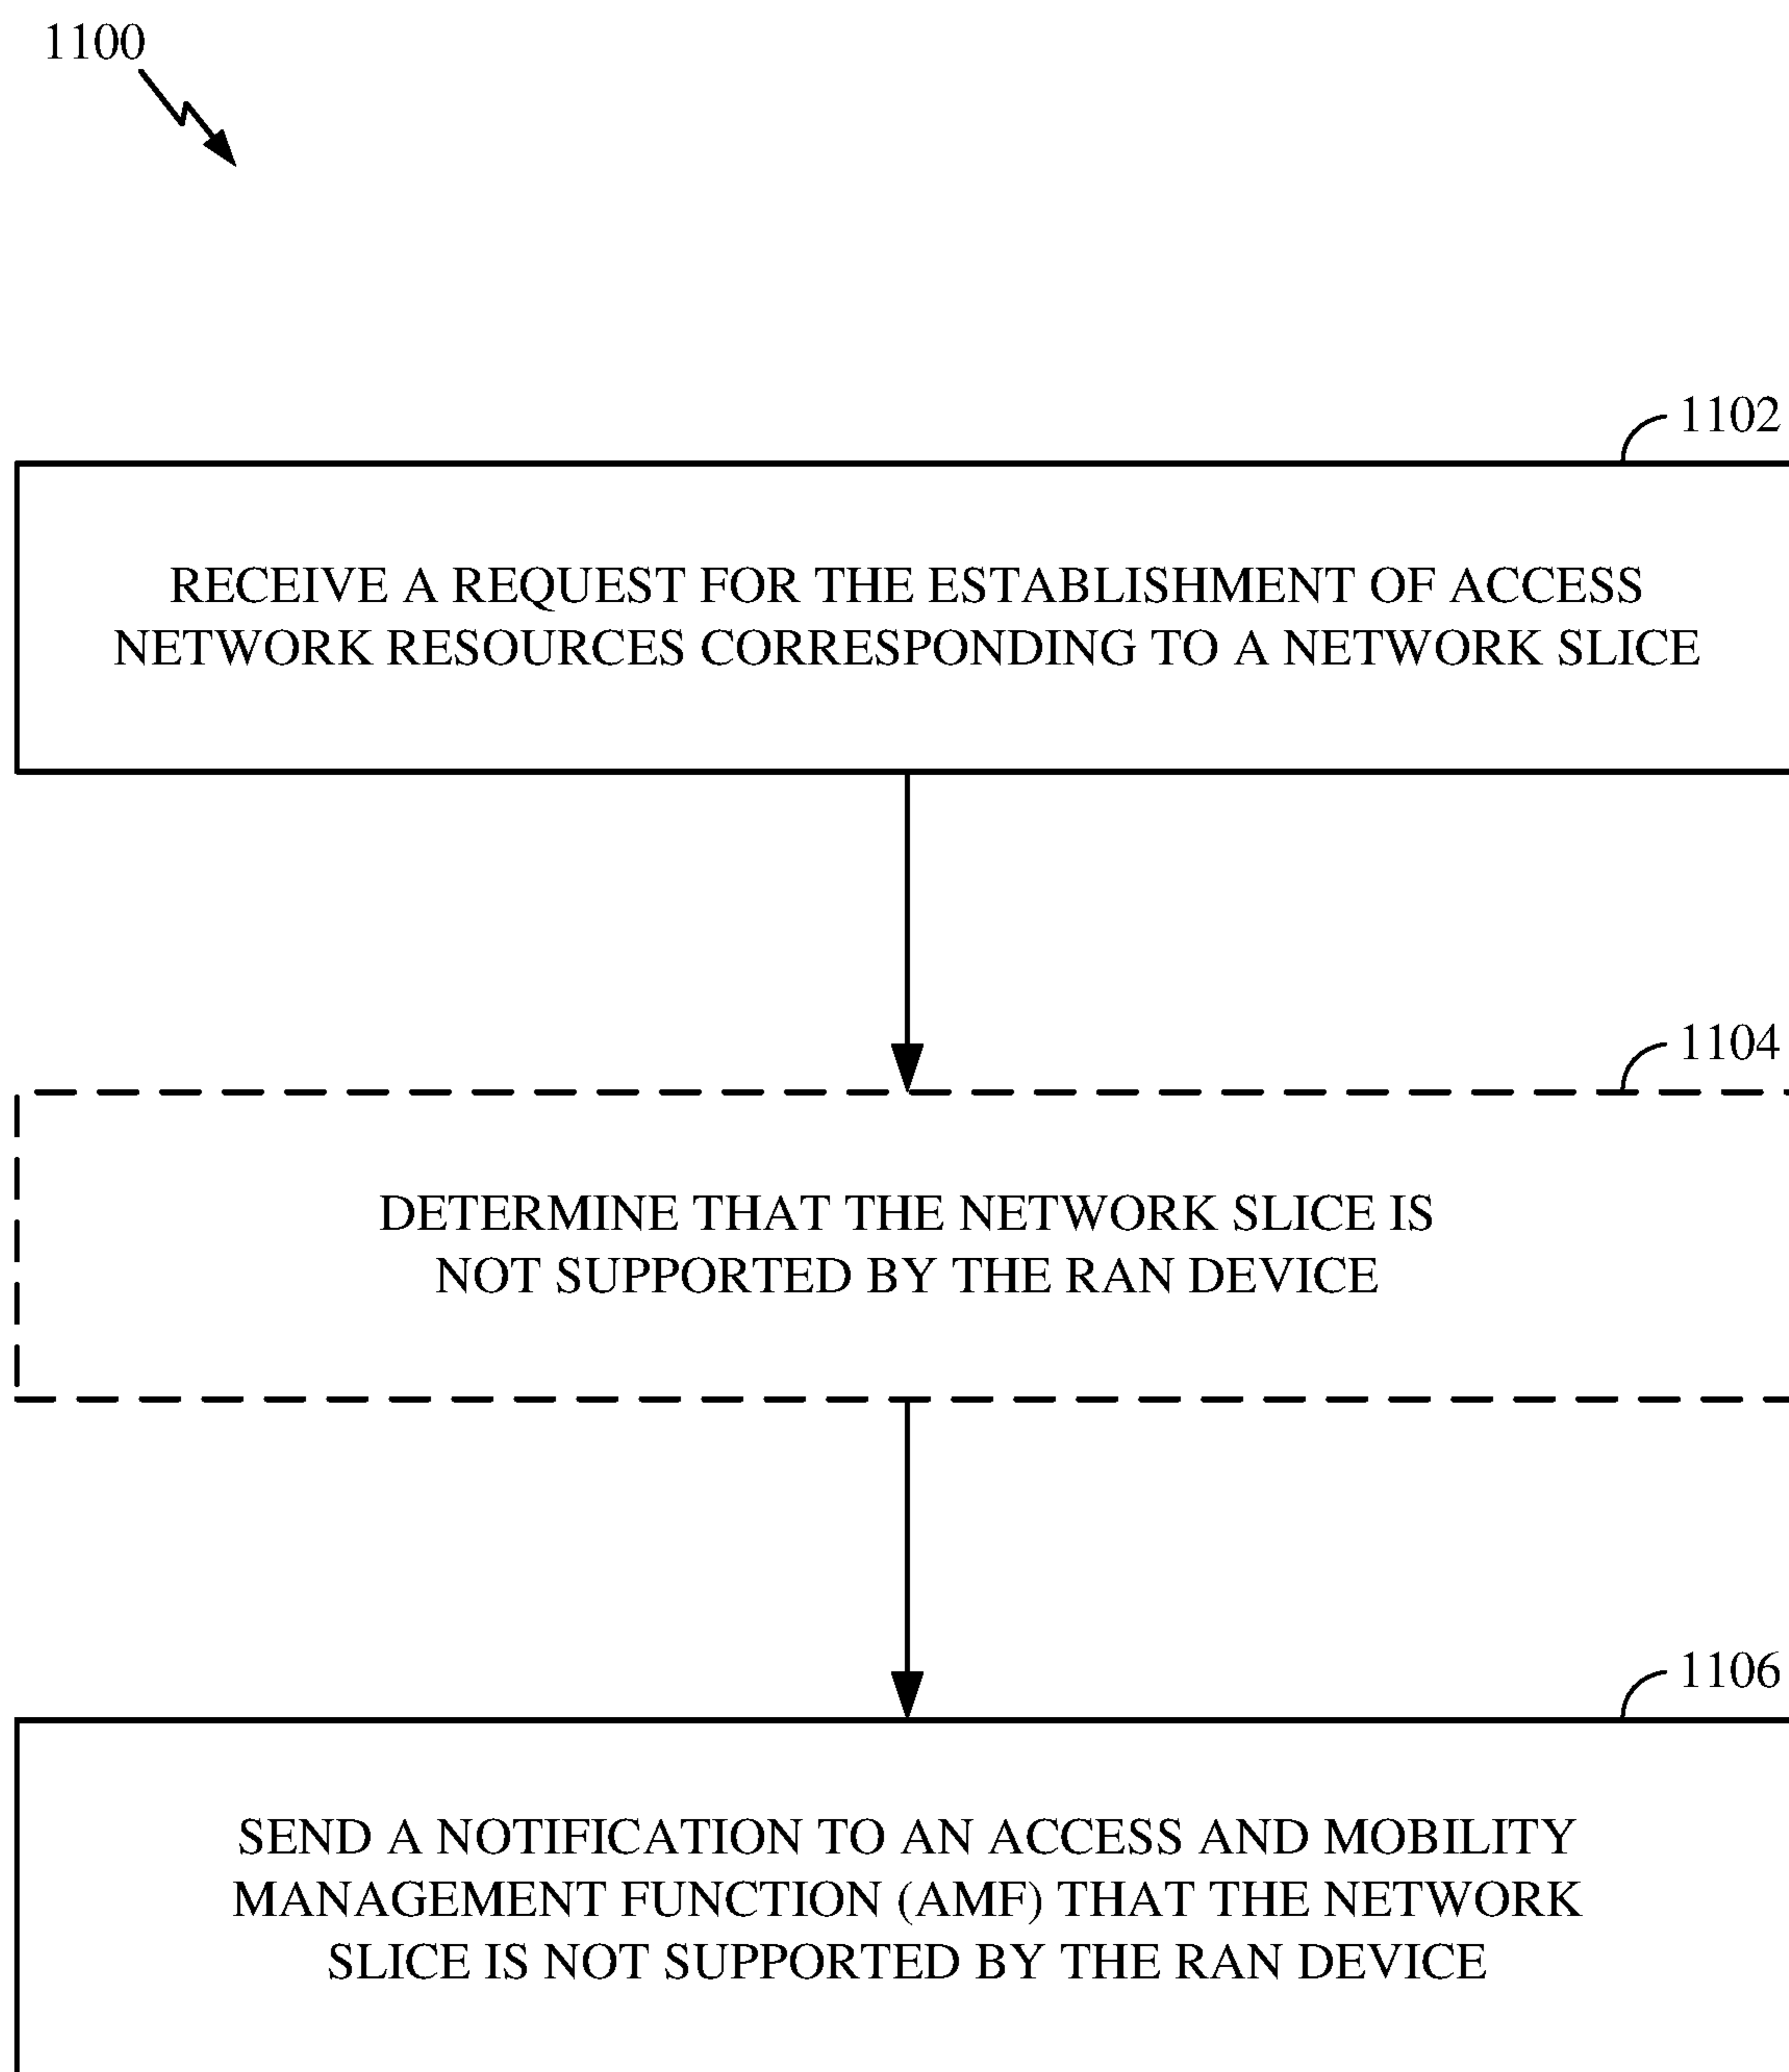 1100
1102
RECEIVE A REQUEST FOR THE ESTABLISHMENT OF ACCESS
NETWORK RESOURCES CORRESPONDING TO A NETWORK SLICE
1104
DETERMINE THAT THE NETWORK SLICE IS
NOT SUPPORTED BY THE RAN DEVICE
1106
SEND A NOTIFICATION TO AN ACCESS AND MOBILITY
MANAGEMENT FUNCTION (AMF) THAT THE NETWORK
SLICE IS NOT SUPPORTED BY THE RAN DEVICE